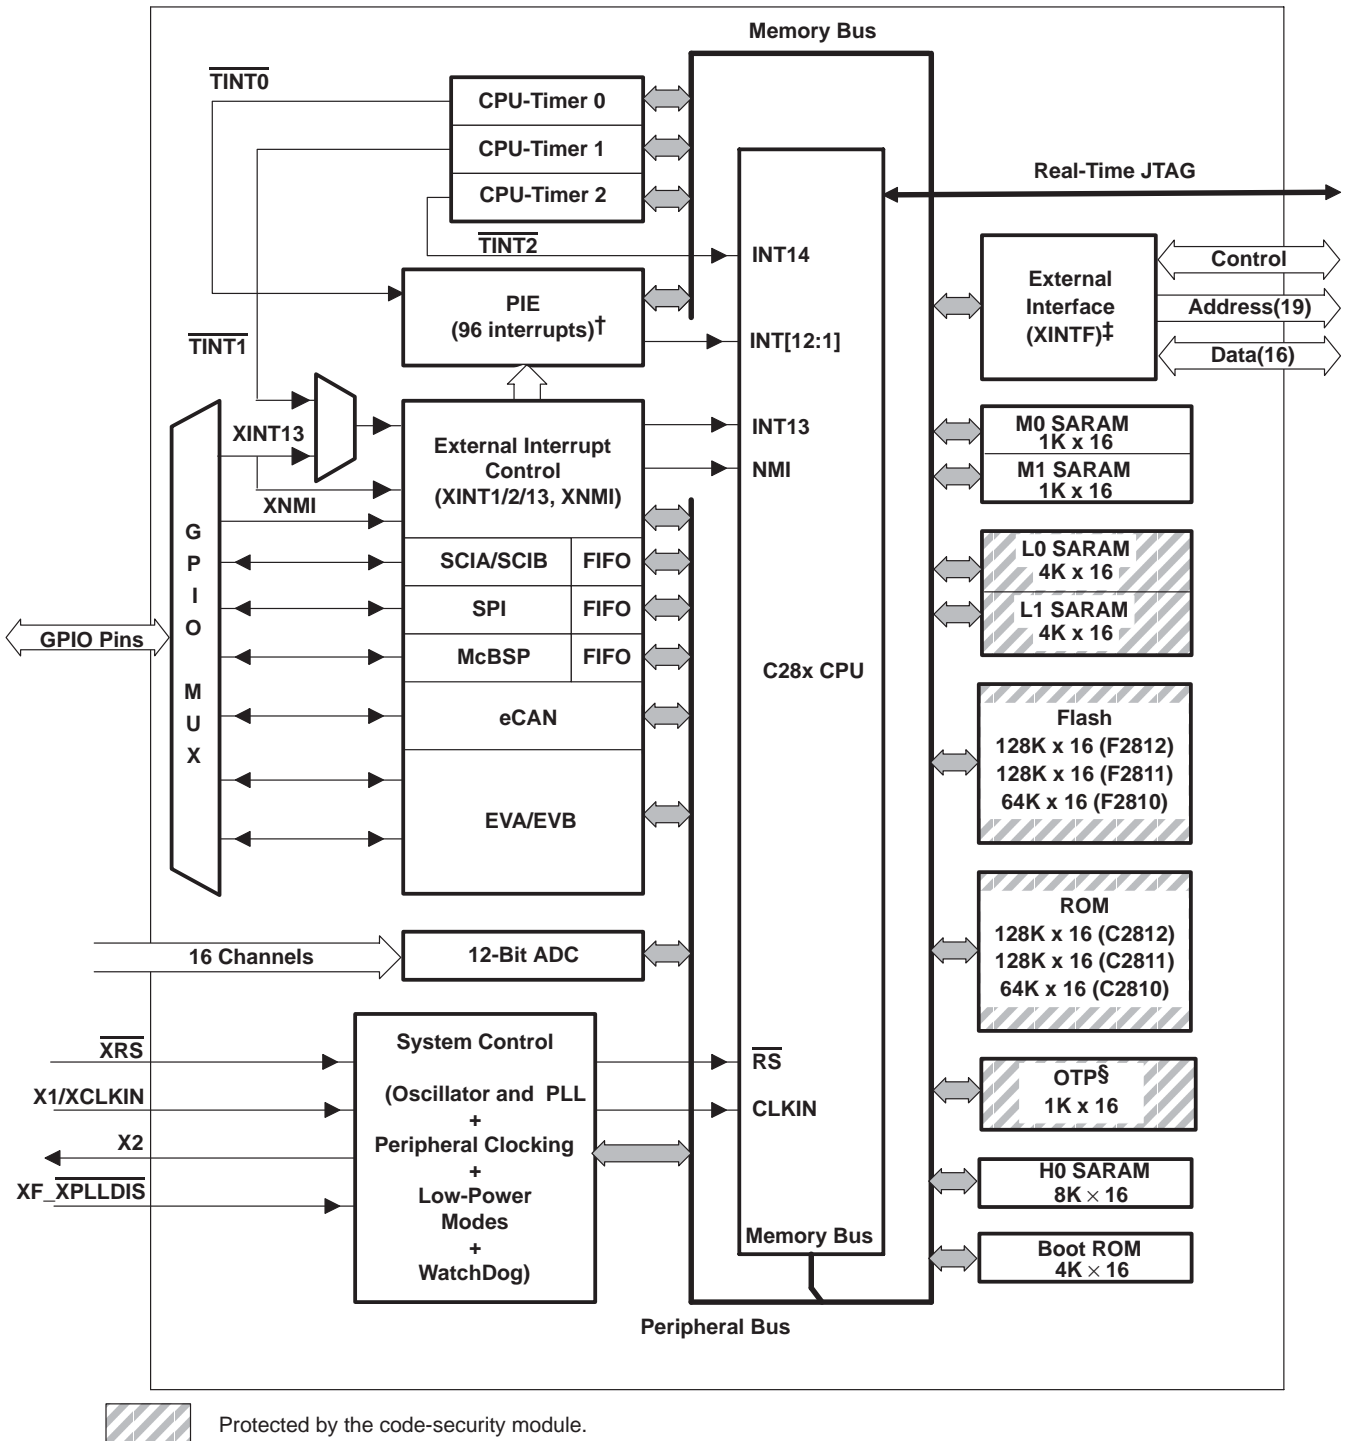 Memory Bus
TINT0
CPU-Timer 0
CPU-Timer 1
CPU-Timer 2
Real-Time JTAG
TINT2
INT14
Control
External
Interface
(XINTF)‡
Address(19)
Data(16)
PIE
(96 interrupts)†
INT[12:1]
TINT1
XINT13
External Interrupt
Control
(XINT1/2/13, XNMI)
INT13
NMI
M0 SARAM
1K x 16
M1 SARAM
1K x 16
XNMI
G
P
I
O
M
U
X
GPIO Pins
SCIA/SCIB
FIFO
SPI
FIFO
McBSP
FIFO
eCAN
EVA/EVB
C28x CPU
L0 SARAM
4K x 16
L1 SARAM
4K x 16
Flash
128K x 16 (F2812)
128K x 16 (F2811)
64K x 16 (F2810)
ROM
128K x 16 (C2812)
128K x 16 (C2811)
64K x 16 (C2810)
16 Channels
12-Bit ADC
XRS
X1/XCLKIN
X2
XF_XPLLDIS
System Control
(Oscillator and PLL
+
Peripheral Clocking
+
Low-Power
Modes
+
WatchDog)
RS
CLKIN
OTP§
1K x 16
H0 SARAM
8K × 16
Memory Bus
Boot ROM
4K × 16
Peripheral Bus
Protected by the code-security module.